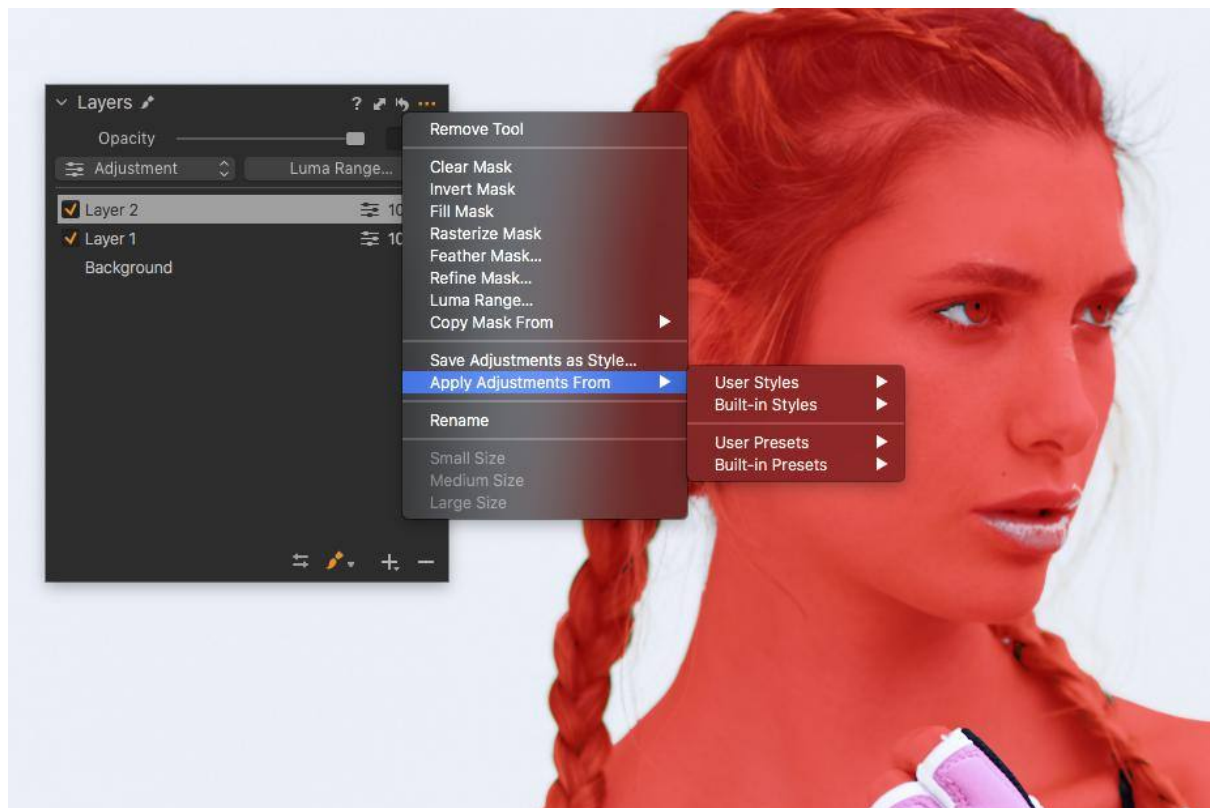 Layers
?
Opacity
Adjustment
Luma Range...
Layer 2
10
Layer 1
10
Background
Remove Tool
Clear Mask
Invert Mask
Fill Mask
Rasterize Mask
Feather Mask...
Refine Mask...
Luma Range...
Copy Mask From
Save Adjustments as Style...
Apply Adjustments From
Rename
Small Size
Medium Size
Large Size
User Styles
Built-in Styles
User Presets
Built-in Presets